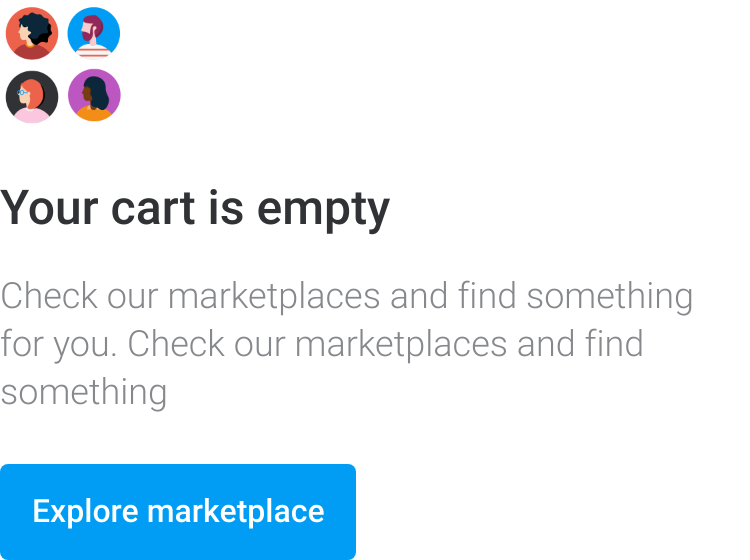 Your cart is empty
Check our marketplaces and find something
for you. Check our marketplaces and find
something
Explore marketplace